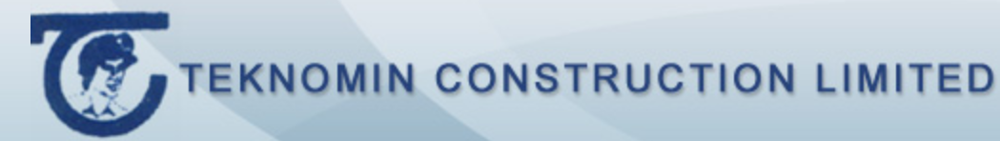 TEKNOMIN CONSTRUCTION LIMITED